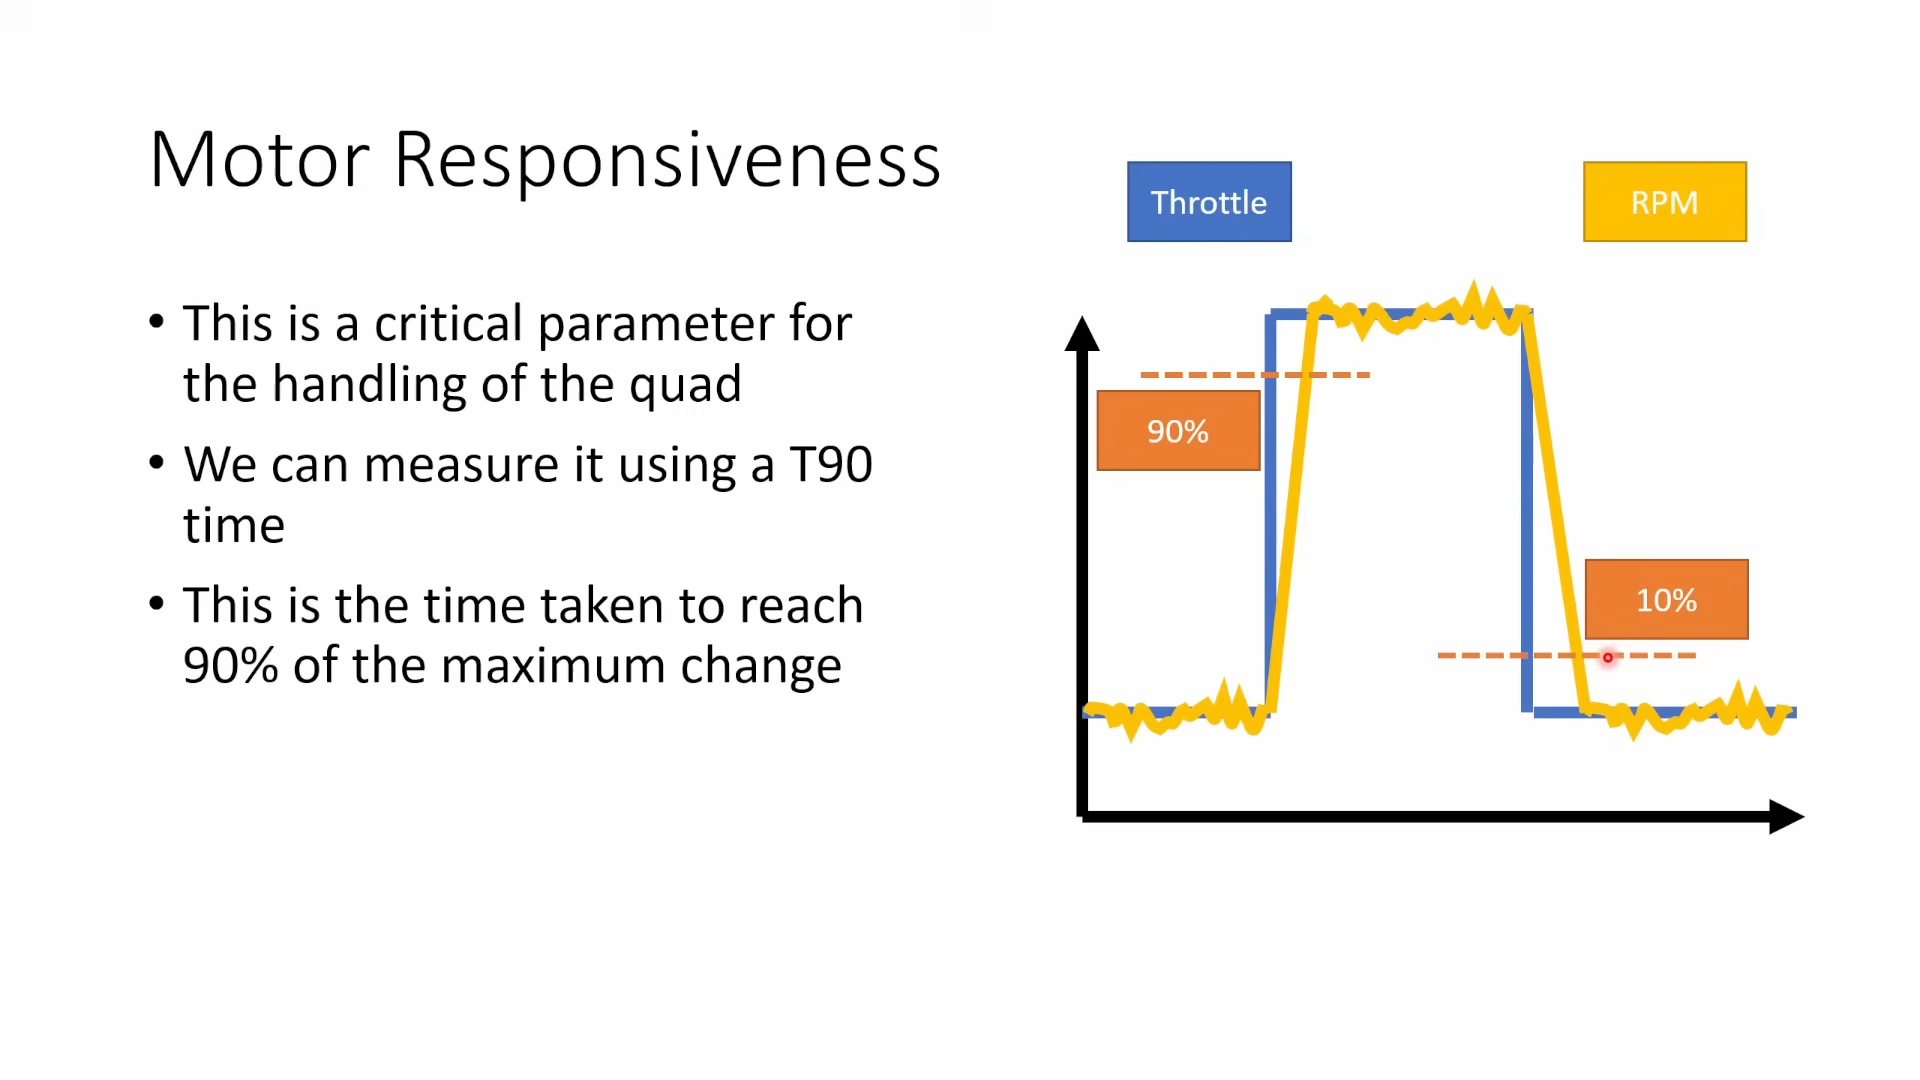 Motor Responsiveness
• This is a critical parameter for
the handling of the quad
• We can measure it using a T90
time
• This is the time taken to reach
90% of the maximum change
Throttle
RPM
90%
10%